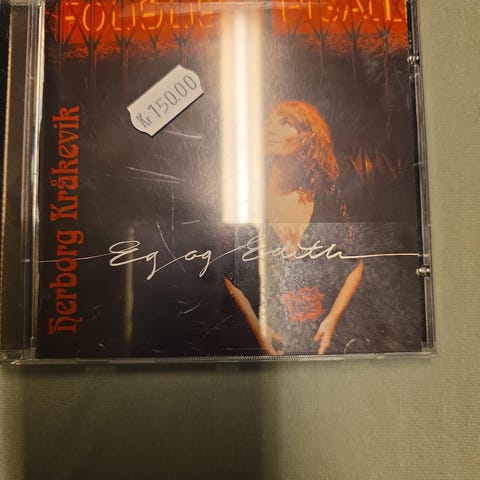 Kr 150,00
Herborg Kråkevik
Eg og Edith